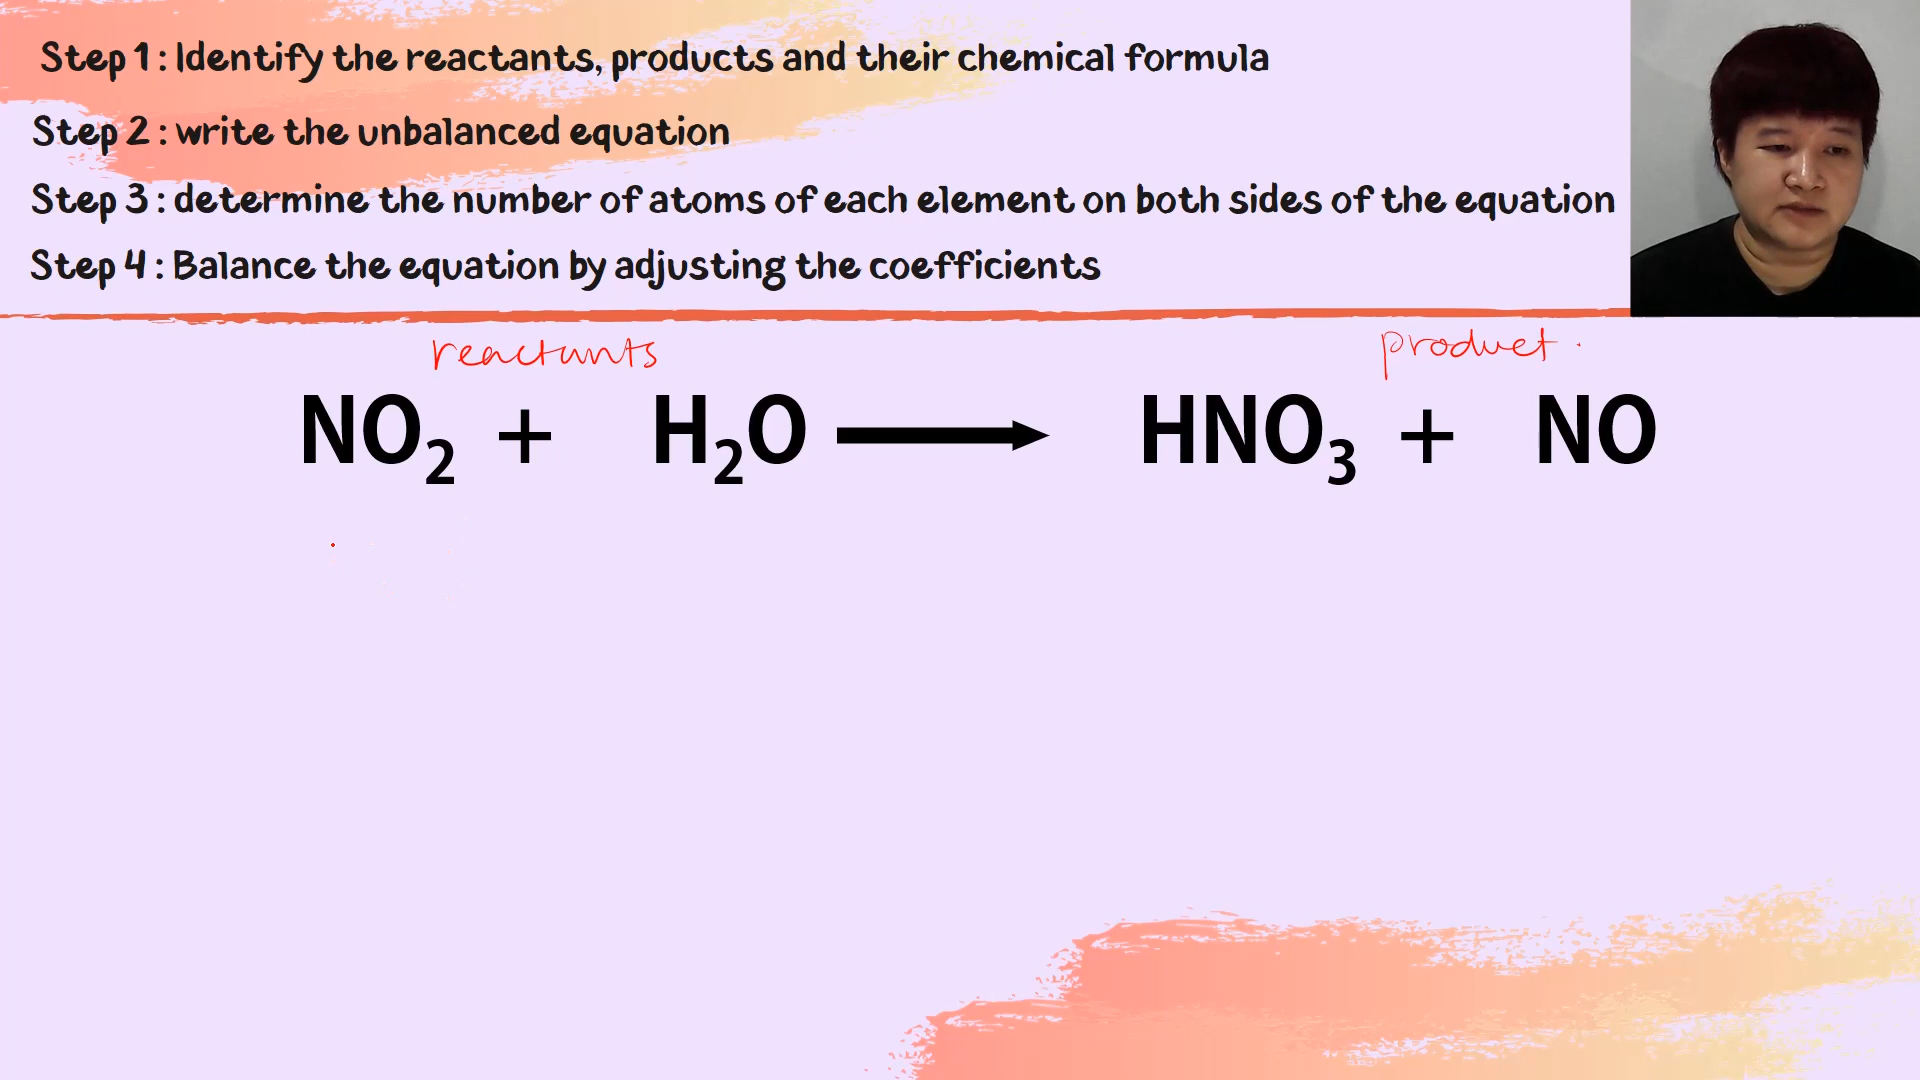 Step 1 : Identify the reactants, products and their chemical formula
Step 2 : write the unbalanced equation
Step 3 : determine the number of atoms of each element on both sides of the equation
Step 4 : Balance the equation by adjusting the coefficients
reactants product
NO₂ + H₂O ⟶ HNO₃ + NO